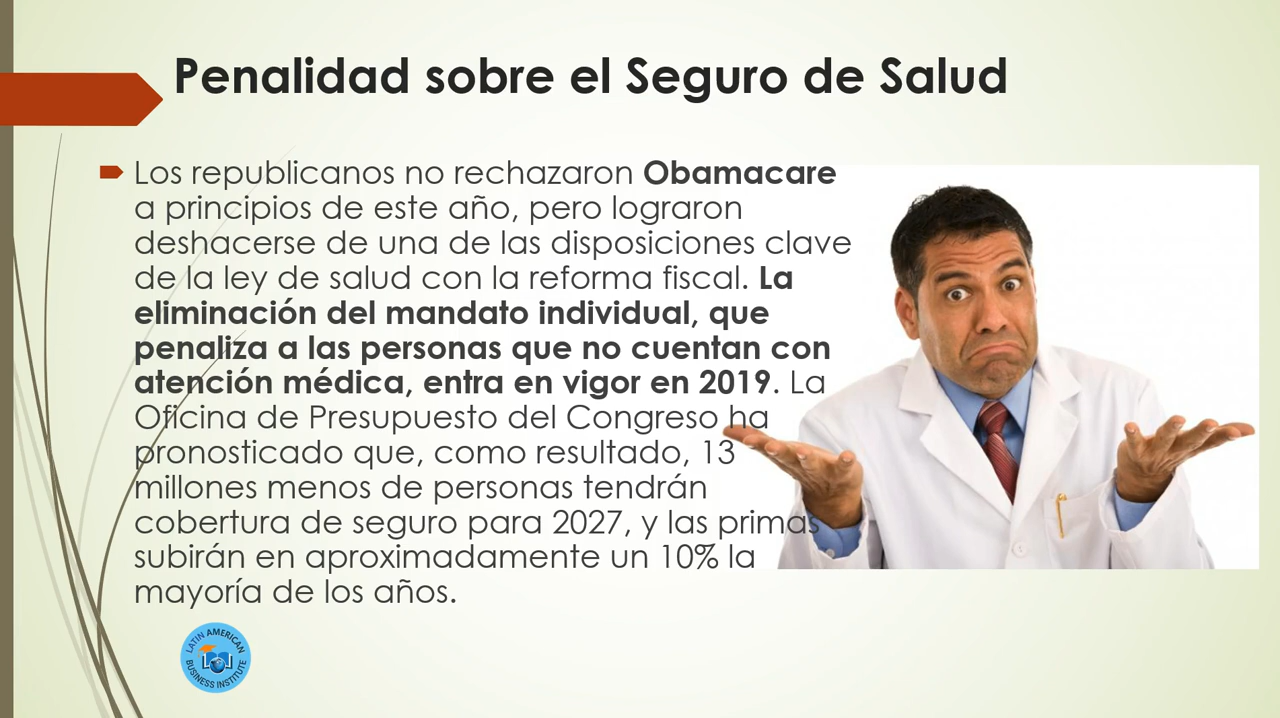 Penalidad sobre el Seguro de Salud
Los republicanos no rechazaron Obamacare
a principios de este año, pero lograron
deshacerse de una de las disposiciones clave
de la ley de salud con la reforma fiscal. La
eliminación del mandato individual, que
penaliza a las personas que no cuentan con
atención médica, entra en vigor en 2019. La
Oficina de Presupuesto del Congreso ha
pronosticado que, como resultado, 13
millones menos de personas tendrán
cobertura de seguro para 2027, y las primas
subirán en aproximadamente un 10% la
mayoría de los años.
LATIN AMERICAN
BUSINESS INSTITUTE